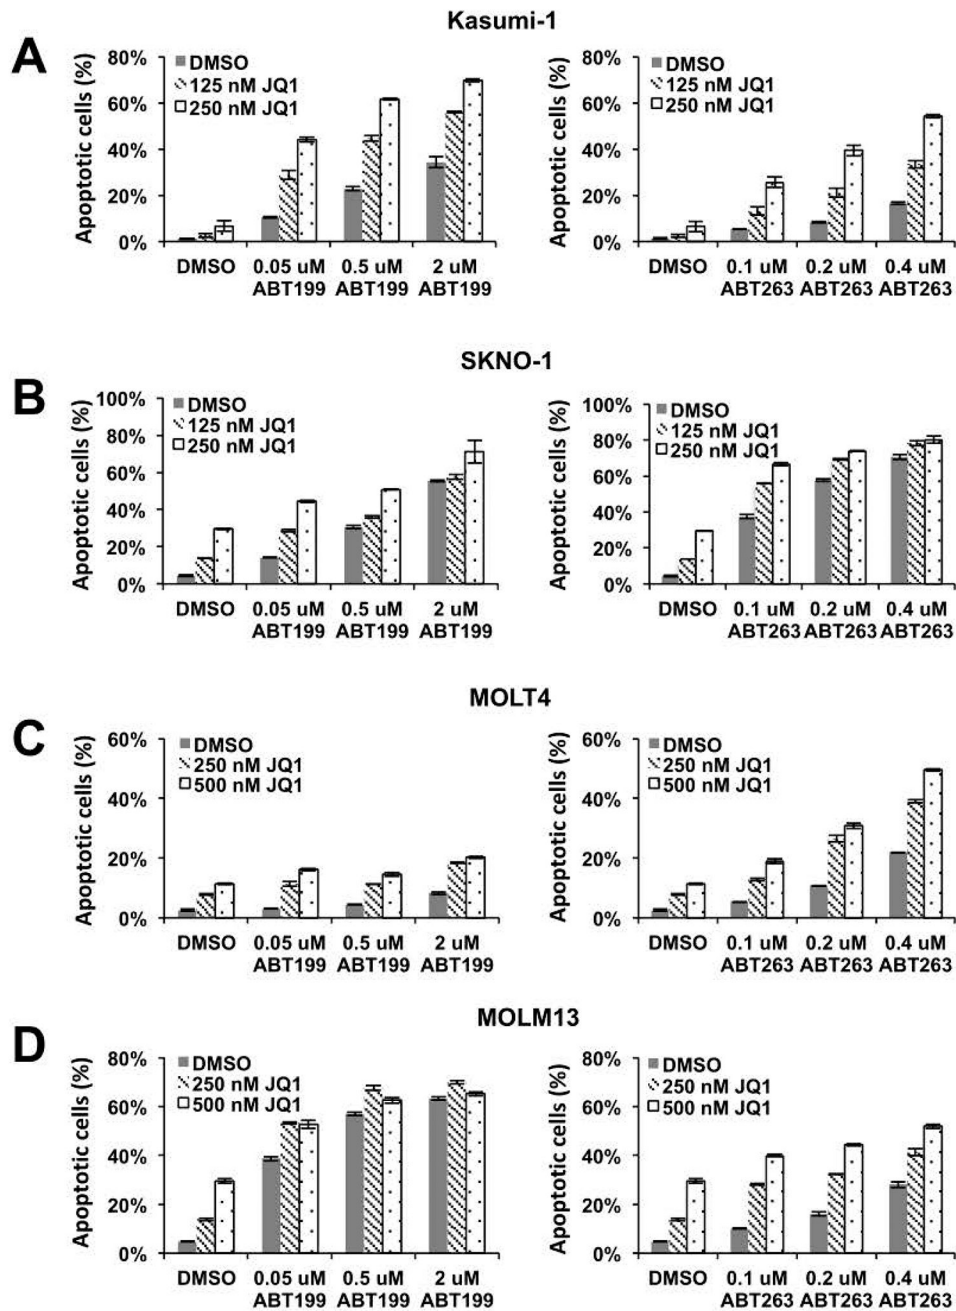 Kasumi-1
A
Apoptotic cells (%)
80%
60%
40%
20%
0%
DMSO
125 nM JQ1
250 nM JQ1
DMSO 0.05 uM 0.5 uM 2 uM
ABT199 ABT199 ABT199
Apoptotic cells (%)
80%
60%
40%
20%
0%
DMSO
125 nM JQ1
250 nM JQ1
DMSO 0.1 uM 0.2 uM 0.4 uM
ABT263 ABT263 ABT263
SKNO-1
B
Apoptotic cells (%)
100%
80%
60%
40%
20%
0%
DMSO
125 nM JQ1
250 nM JQ1
DMSO 0.05 uM 0.5 uM 2 uM
ABT199 ABT199 ABT199
Apoptotic cells (%)
100%
80%
60%
40%
20%
0%
DMSO
125 nM JQ1
250 nM JQ1
DMSO 0.1 uM 0.2 uM 0.4 uM
ABT263 ABT263 ABT263
MOLT4
C
Apoptotic cells (%)
60%
40%
20%
0%
DMSO
250 nM JQ1
500 nM JQ1
DMSO 0.05 uM 0.5 uM 2 uM
ABT199 ABT199 ABT199
Apoptotic cells (%)
60%
40%
20%
0%
DMSO
250 nM JQ1
500 nM JQ1
DMSO 0.1 uM 0.2 uM 0.4 uM
ABT263 ABT263 ABT263
MOLM13
D
Apoptotic cells (%)
80%
60%
40%
20%
0%
DMSO
250 nM JQ1
500 nM JQ1
DMSO 0.05 uM 0.5 uM 2 uM
ABT199 ABT199 ABT199
Apoptotic cells (%)
80%
60%
40%
20%
0%
DMSO
250 nM JQ1
500 nM JQ1
DMSO 0.1 uM 0.2 uM 0.4 uM
ABT263 ABT263 ABT263